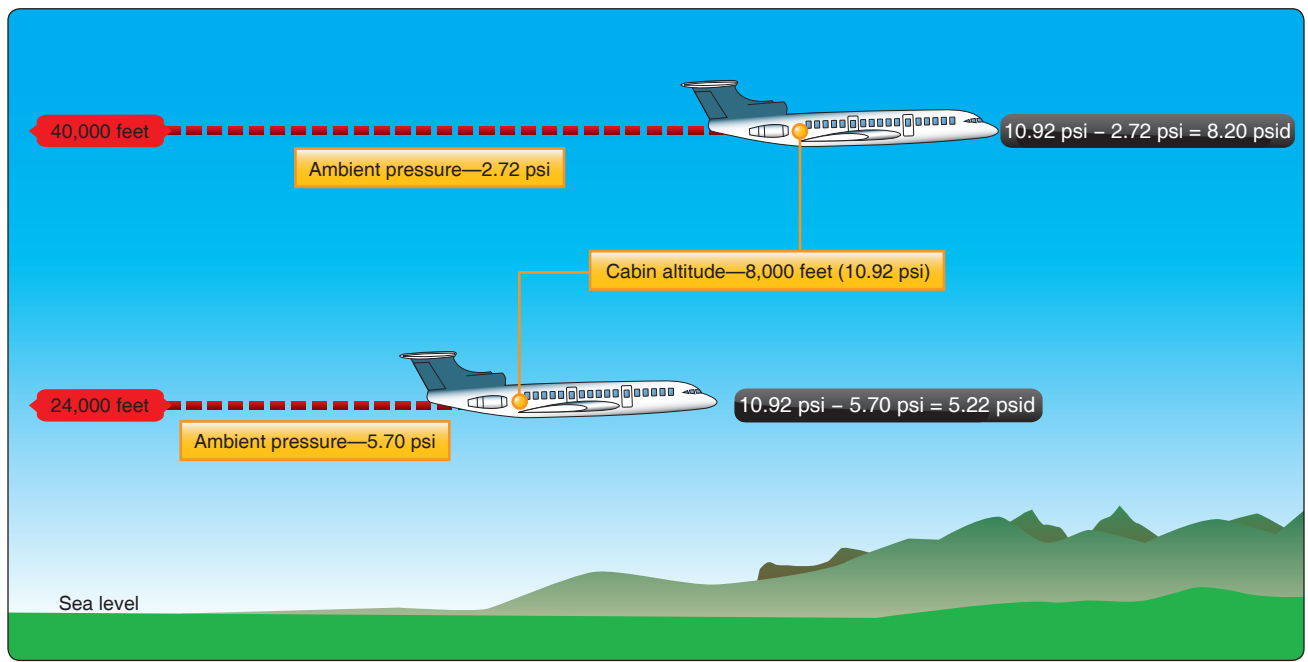 40,000 feet
10.92 psi – 2.72 psi = 8.20 psid
Ambient pressure—2.72 psi
Cabin altitude—8,000 feet (10.92 psi)
24,000 feet
10.92 psi – 5.70 psi = 5.22 psid
Ambient pressure—5.70 psi
Sea level